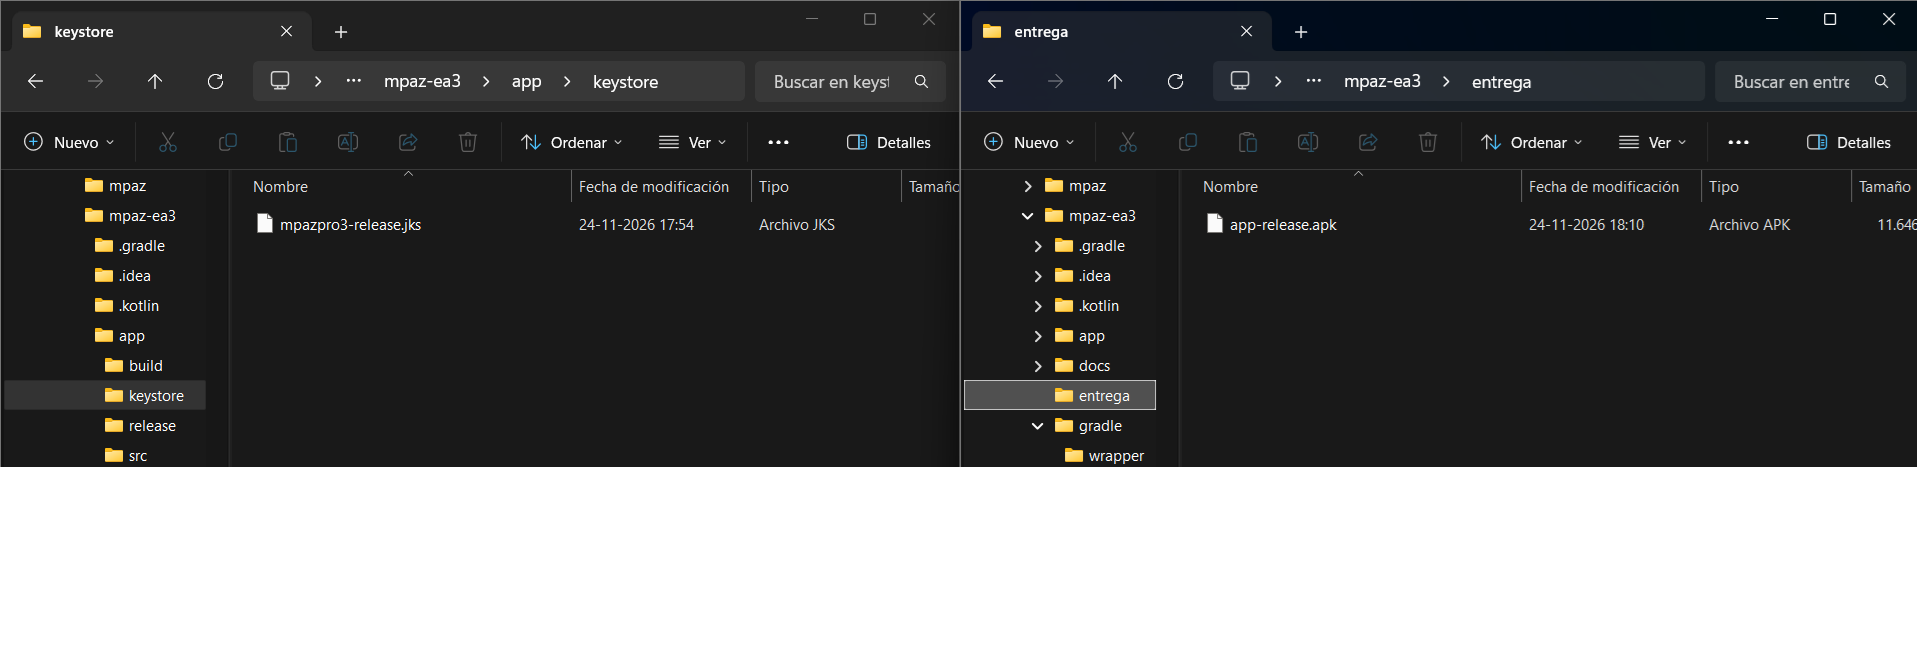 keystore
mpaz-ea3 app keystore
Buscar en keyst
Nuevo Ordenar Ver Detalles
mpaz
mpaz-ea3
.gradle
.idea
.kotlin
app
build
keystore
release
src
Nombre Fecha de modificación Tipo Tamaño
mpazpro3-release.jks 24-11-2026 17:54 Archivo JKS
entrega
mpaz-ea3 entrega
Buscar en entre
Nuevo Ordenar Ver Detalles
mpaz
mpaz-ea3
.gradle
.idea
.kotlin
app
docs
entrega
gradle
wrapper
Nombre Fecha de modificación Tipo Tamaño
app-release.apk 24-11-2026 18:10 Archivo APK 11.646